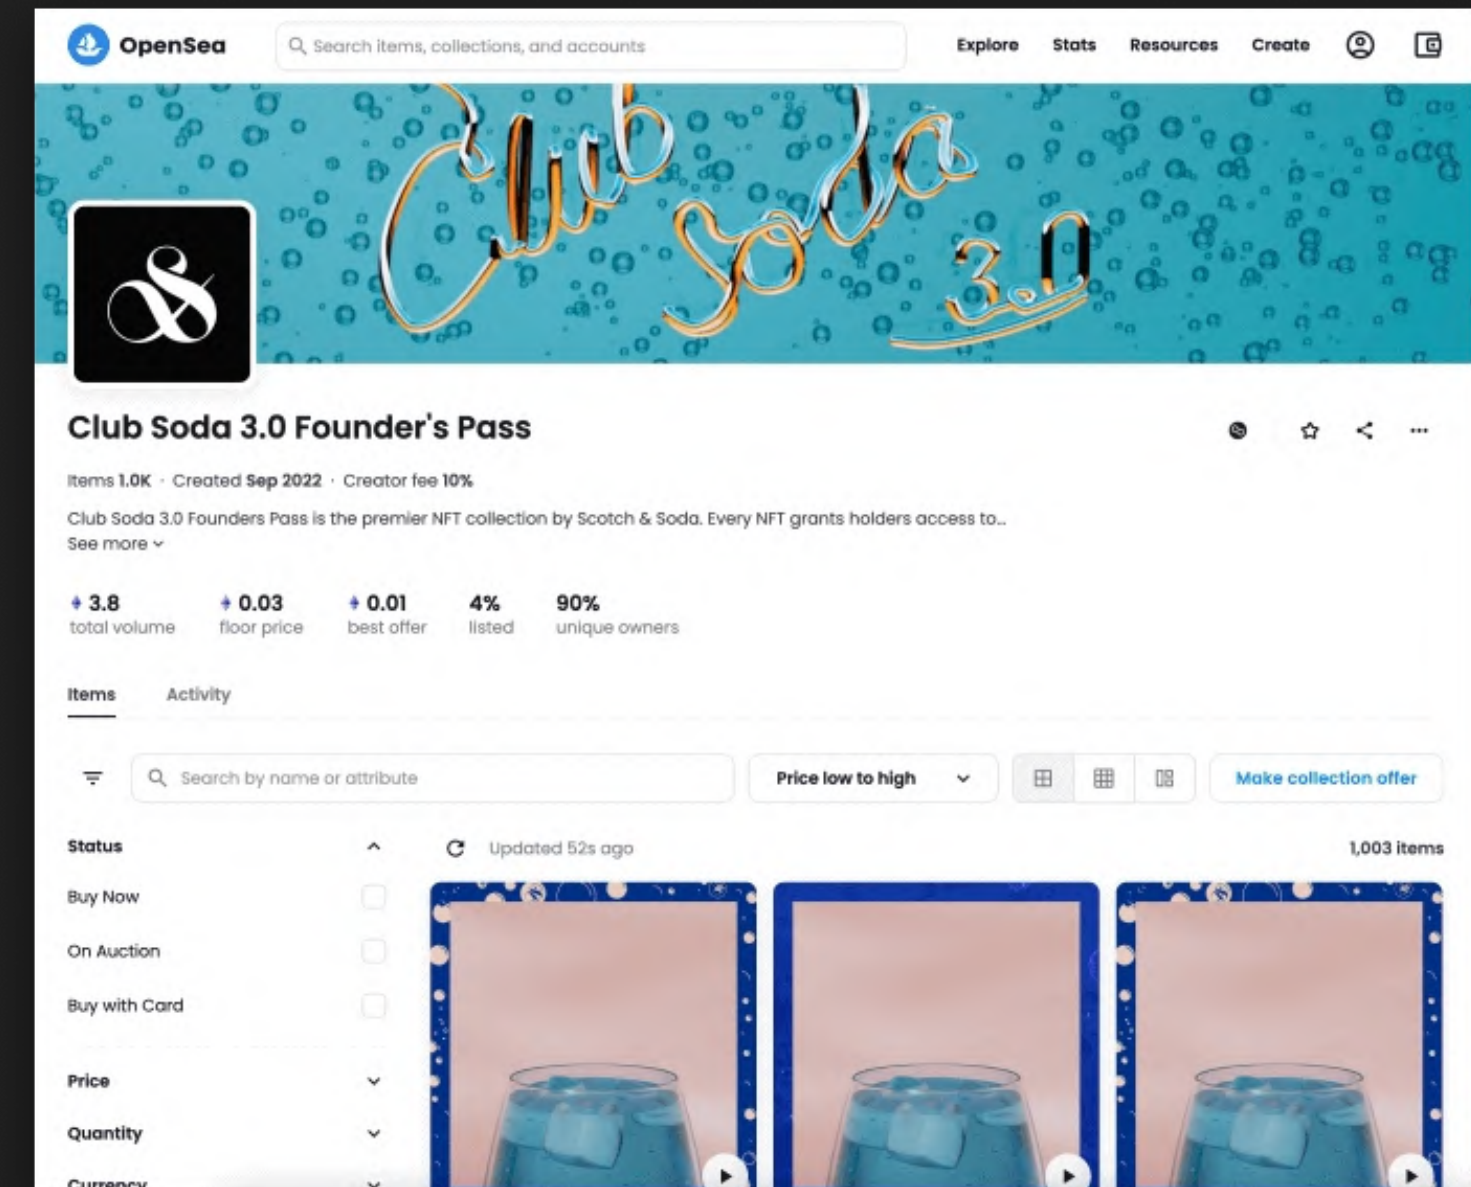 OpenSea
Search items, collections, and accounts
Explore Stats Resources Create
Club
Soda
3.0
Club Soda 3.0 Founder's Pass
Items 1.0K · Created Sep 2022 · Creator fee 10%
Club Soda 3.0 Founders Pass is the premier NFT collection by Scotch & Soda. Every NFT grants holders access to...
See more
3.8 0.03 0.01 4% 90%
total volume floor price best offer listed unique owners
Items Activity
Search by name or attribute Price low to high Make collection offer
Status Updated 52s ago 1,003 items
Buy Now
On Auction
Buy with Card
Price
Quantity
Currency